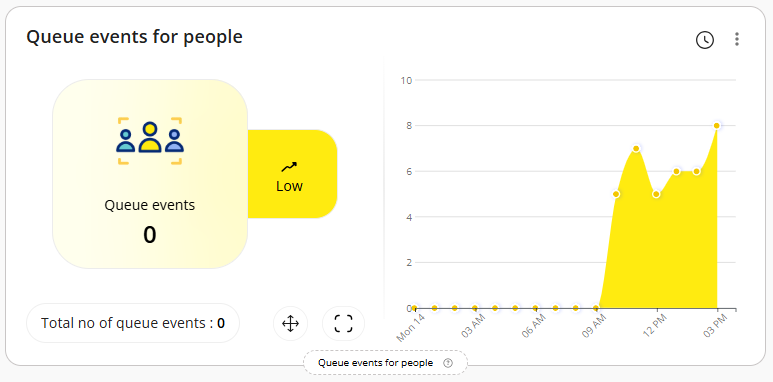 Queue events for people
Queue events
0
Low
Total no of queue events : 0
10
8
6
4
2
0
Mon 14
03 AM
06 AM
09 AM
12 PM
03 PM
Queue events for people ?